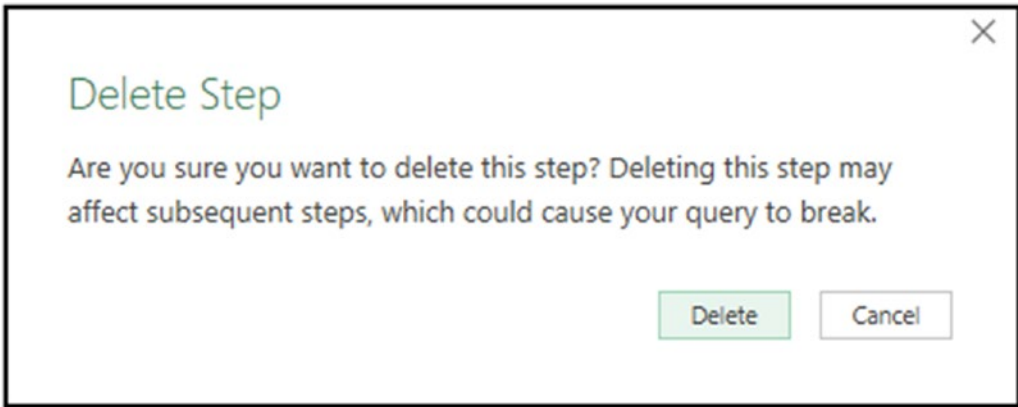 Delete Step
Are you sure you want to delete this step? Deleting this step may
affect subsequent steps, which could cause your query to break.
Delete Cancel